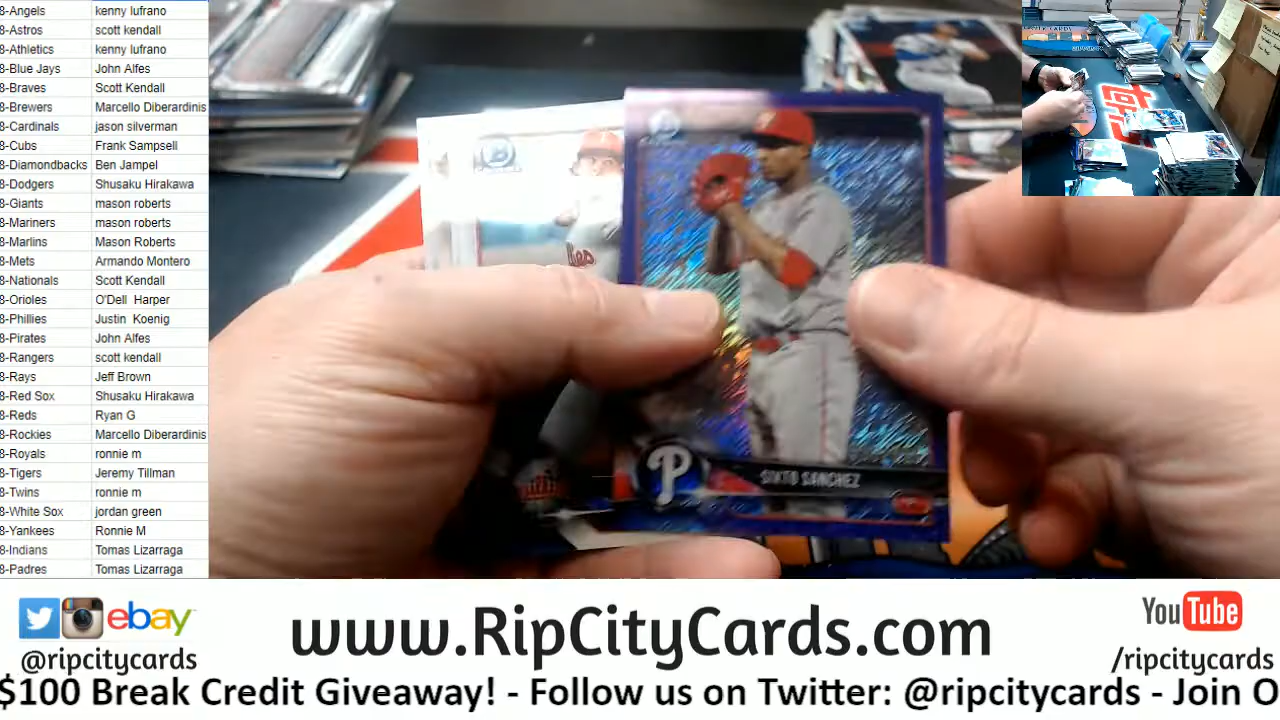 8-Angels kenny lufrano
8-Astros scott kendall
8-Athletics kenny lufrano
8-Blue Jays John Alfes
8-Braves Scott Kendall
8-Brewers Marcello Diberardinis
8-Cardinals jason silverman
8-Cubs Frank Sampsell
8-Diamondbacks Ben Jampel
8-Dodgers Shusaku Hirakawa
8-Giants mason roberts
8-Mariners mason roberts
8-Marlins Mason Roberts
8-Mets Armando Montero
8-Nationals Scott Kendall
8-Orioles O'Dell Harper
8-Phillies Justin Koenig
8-Pirates John Alfes
8-Rangers scott kendall
8-Rays Jeff Brown
8-Red Sox Shusaku Hirakawa
8-Reds Ryan G
8-Rockies Marcello Diberardinis
8-Royals ronnie m
8-Tigers Jeremy Tillman
8-Twins ronnie m
8-White Sox jordan green
8-Yankees Ronnie M
8-Indians Tomas Lizarraga
8-Padres Tomas Lizarraga
P
SIXTO SANCHEZ
ebay
@ripcitycards
www.RipCityCards.com
YouTube
/ripcitycards
$100 Break Credit Giveaway! - Follow us on Twitter: @ripcitycards - Join O